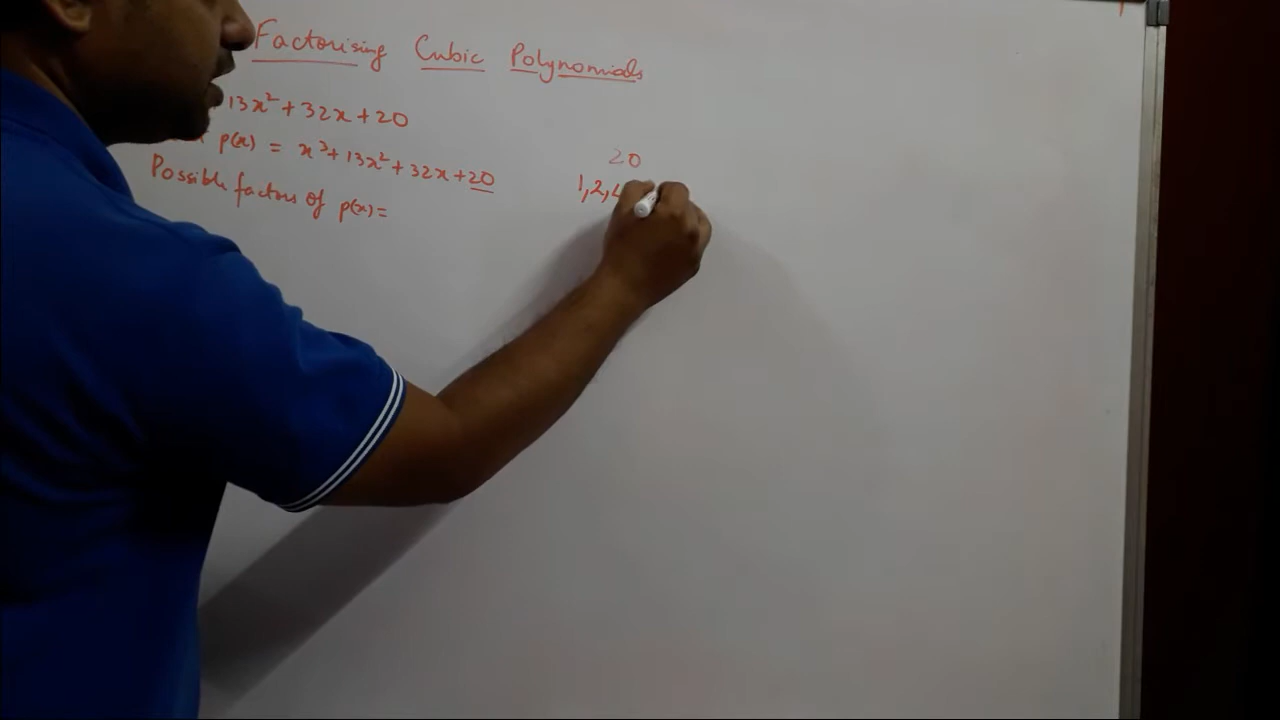 Factorising Cubic Polynomials
13x² + 32x + 20
p(x) = x³ + 13x² + 32x + 20
Possible factors of p(x) =
20
1, 2, 4